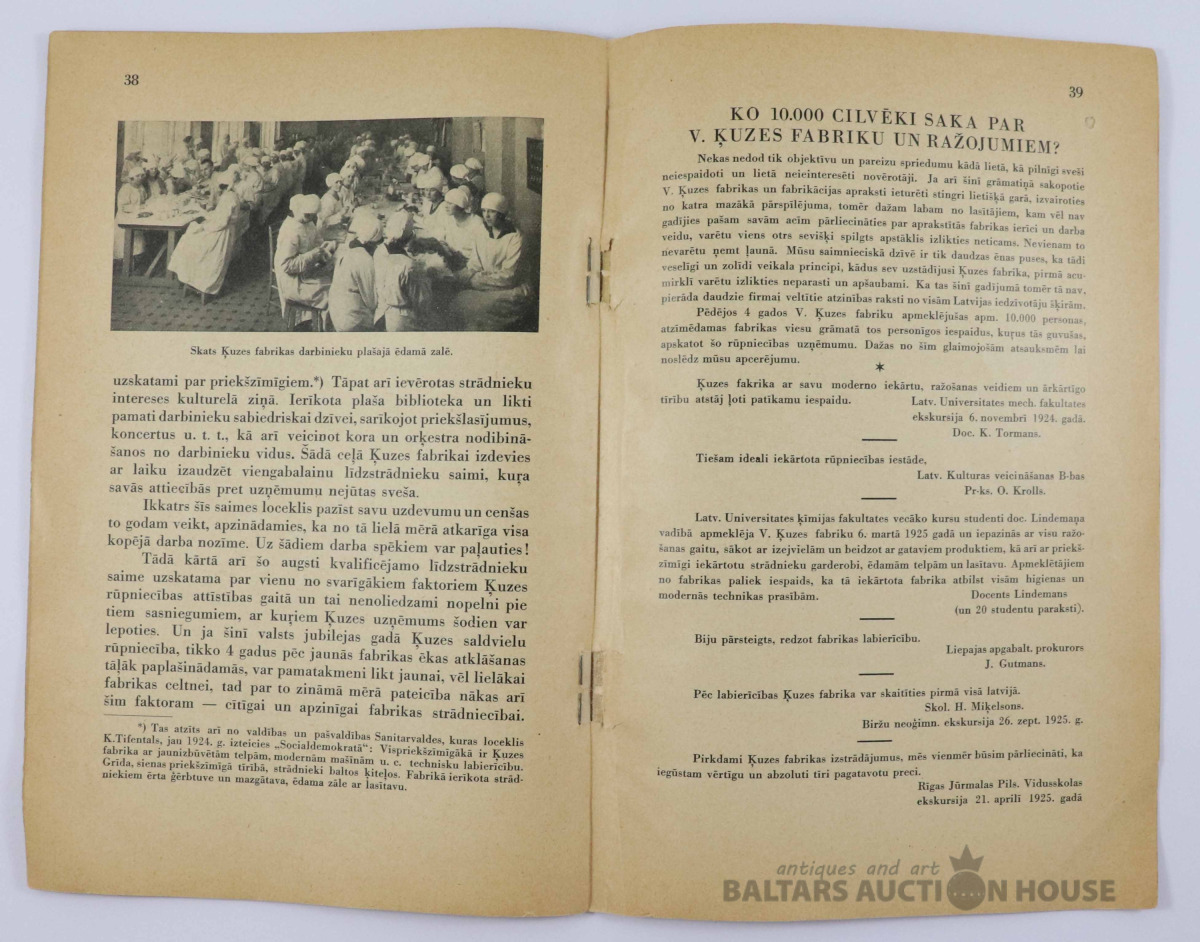 38
Skats Ķuzes fabrikas darbinieku plašajā ēdamā zalē.
uzskatami par priekšzīmīgiem.*) Tāpat arī ievērotas strādnieku
intereses kulturelā ziņā. Ierīkota plaša biblioteka un likti
pamati darbinieku sabiedriskai dzīvei, sarīkojot priekšlasījumus,
koncertus u. t. t., kā arī veicinot kora un orķestra nodibinā-
šanos no darbinieku vidus. Šādā ceļā Ķuzes fabrikai izdevies
ar laiku izaudzēt viengabalainu līdzstrādnieku saimi, kuŗa
savās attiecībās pret uzņēmumu nejūtas sveša.
Ikkatrs šīs saimes loceklis pazīst savu uzdevumu un cenšas
to godam veikt, apzinādamies, ka no tā lielā mērā atkarīga visa
kopējā darba nozīme. Uz šādiem darba spēkiem var paļauties!
Tādā kārtā arī šo augsti kvalificējamo līdzstrādnieku
saime uzskatama par vienu no svarīgākiem faktoriem Ķuzes
rūpniecības attīstības gaitā un tai nenoliedzami nopelni pie
tiem sasniegumiem, ar kuŗiem Ķuzes uzņēmums šodien var
lepoties. Un ja šinī valsts jubilejas gadā Ķuzes saldvielu
rūpniecība, tikko 4 gadus pēc jaunās fabrikas ēkas atklāšanas
tāļāk paplašinādamās, var pamatakmeni likt jaunai, vēl lielākai
fabrikas celtnei, tad par to zināmā mērā pateicība nākas arī
šim faktoram — cītīgai un apzinīgai fabrikas strādniecībai.
*) Tas atzīts arī no valdības un pašvaldības Sanitarvaldes, kuras loceklis
K.Tifentals, jau 1924. g. izteicies „Socialdemokratā“: Vispriekšzīmīgākā ir Ķuzes
fabrika ar jaunizbūvētām telpām, modernām mašīnām u. c. technisku labierīcību.
Grīda, sienas priekšzīmīgā tīrībā, strādnieki baltos ķiteļos. Fabrikā ierīkota strād-
niekiem ērta ģērbtuve un mazgātava, ēdama zāle ar lasītavu.
39
KO 10.000 CILVĒKI SAKA PAR
V. ĶUZES FABRIKU UN RAŽOJUMIEM?
Nekas nedod tik objektīvu un pareizu spriedumu kādā lietā, kā pilnīgi sveši
neiespaidoti un lietā neieinteresēti novērotāji. Ja arī šinī grāmatiņā sakopotie
V. Ķuzes fabrikas un fabrikācijas apraksti ieturēti stingri lietišķā garā, izvairoties
no katra mazākā pārspīlējuma, tomēr dažam labam no lasītājiem, kam vēl nav
gadījies pašam savām acīm pārliecināties par aprakstītās fabrikas ierīci un darba
veidu, varētu viens otrs sevišķi spilgts apstāklis izlikties neticams. Nevienam to
nevarētu ņemt ļaunā. Mūsu saimnieciskā dzīvē ir tik daudzas ēnas puses, ka tādi
veselīgi un zolīdi veikala principi, kādus sev uzstādījusi Ķuzes fabrika, pirmā acu-
mirklī varētu izlikties neparasti un apšaubami. Ka tas šinī gadījumā tomēr tā nav,
pierāda daudzie firmai veltītie atzinības raksti no visām Latvijas iedzīvotāju šķirām.
Pēdējos 4 gados V. Ķuzes fabriku apmeklējušas apm. 10.000 personas,
atzīmēdamas fabrikas viesu grāmatā tos personīgos iespaidus, kuŗus tās guvušas,
apskatot šo rūpniecības uzņēmumu. Dažas no šīm glaimojošām atsauksmēm lai
noslēdz mūsu apcerējumu.
*
Ķuzes fakrika ar savu moderno iekārtu, ražošanas veidiem un ārkārtīgo
tīrību atstāj ļoti patīkamu iespaidu.
Latv. Universitates mech. fakultates
ekskursija 6. novembrī 1924. gadā.
Doc. K. Tormans.
Tiešam ideali iekārtota rūpniecības iestāde,
Latv. Kulturas veicināšanas B-bas
Pr-ks. O. Krolls.
Latv. Universitates ķīmijas fakultates vecāko kursu studenti doc. Lindemaņa
vadībā apmeklēja V. Ķuzes fabriku 6. martā 1925 gadā un iepazinās ar visu ražo-
šanas gaitu, sākot ar izejvielām un beidzot ar gataviem produktiem, kā arī ar priekš-
zīmīgi iekārtotu strādnieku garderobi, ēdamām telpām un lasītavu. Apmeklētājiem
no fabrikas paliek iespaids, ka tā iekārtota fabrika atbilst visām higienas un
modernās technikas prasībām.
Docents Lindemans
(un 20 studentu paraksti).
Biju pārsteigts, redzot fabrikas labierīcību.
Liepajas apgabalt. prokurors
J. Gutmans.
Pēc labierīcības Ķuzes fabrika var skaitīties pirmā visā latvijā.
Skol. H. Miķelsons.
Biržu neoģimn. ekskursija 26. zept. 1925. g.
Pirkdami Ķuzes fabrikas izstrādājumus, mēs vienmēr būsim pārliecināti, ka
iegūstam vērtīgu un absoluti tīri pagatavotu preci.
Rīgas Jūrmalas Pils. Vidusskolas
ekskursija 21. aprilī 1925. gadā
antiques and art
BALTARS AUCTION HOUSE